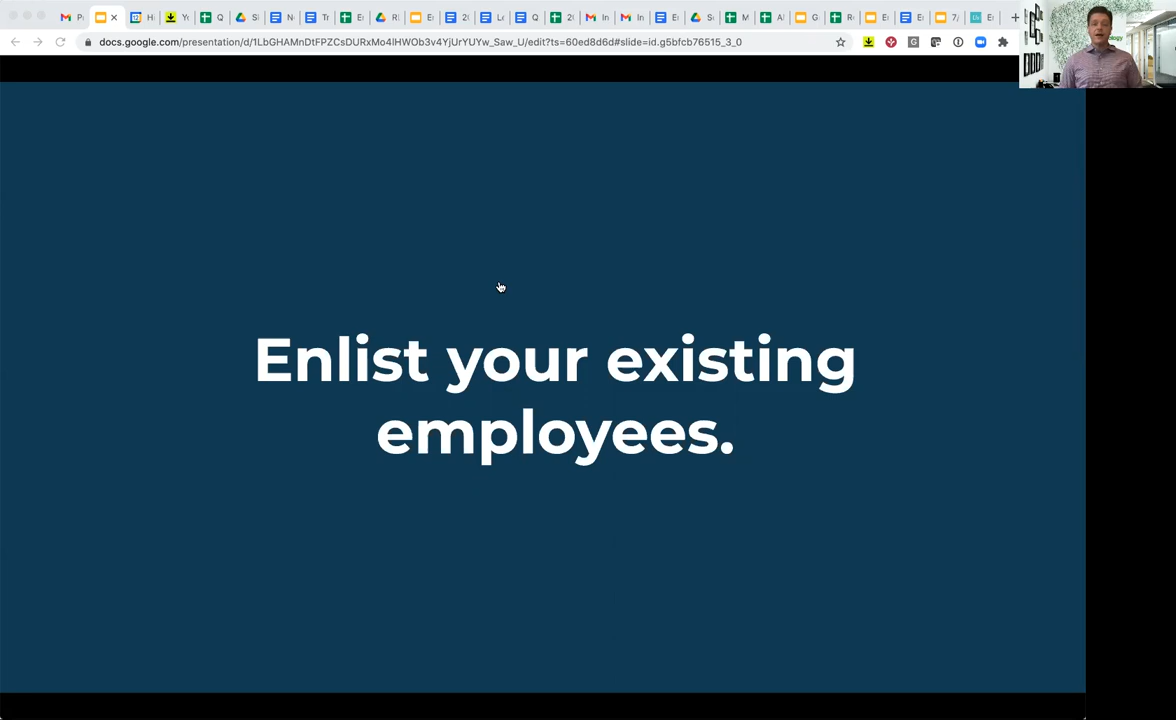 docs.google.com/presentation/d/1LbGHAMnDtFPZCsDURxMo4lHWOb3v4YjUrYUYw_Saw_U/edit?ts=60ed8d6d#slide=id.g5bfcb76515_3_0
Enlist your existing
employees.